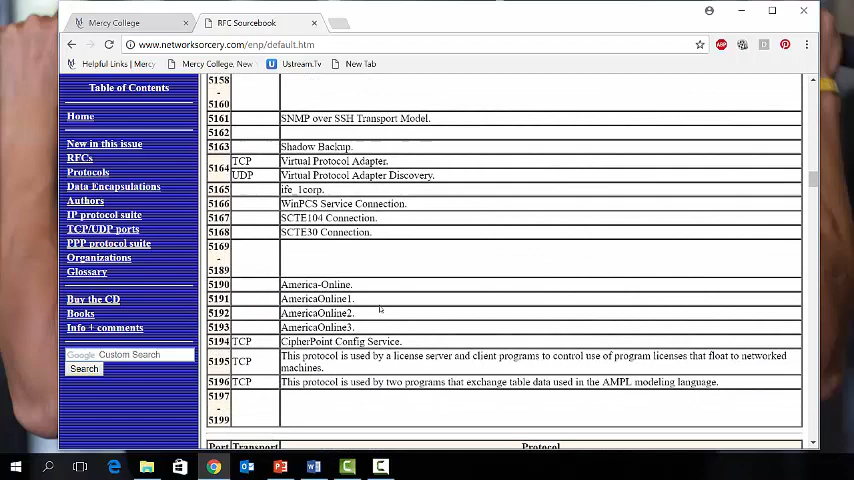 Mercy College
RFC Sourcebook
www.networksorcery.com/enp/default.htm
ABP
Helpful Links | Mercy
Mercy College, New
Ustream.Tv
New Tab
Table of Contents
Home
New in this issue
RFCs
Protocols
Data Encapsulations
Authors
IP protocol suite
TCP/UDP ports
PPP protocol suite
Organizations
Glossary
Buy the CD
Books
Info + comments
Google Custom Search
Search
5158
-
5160
5161 SNMP over SSH Transport Model.
5162
5163 Shadow Backup.
5164 TCP Virtual Protocol Adapter.
UDP Virtual Protocol Adapter Discovery.
5165 ife_1corp.
5166 WinPCS Service Connection.
5167 SCTE104 Connection.
5168 SCTE30 Connection.
5169
-
5189
5190 America-Online.
5191 AmericaOnline1.
5192 AmericaOnline2.
5193 AmericaOnline3.
5194 TCP CipherPoint Config Service.
5195 TCP This protocol is used by a license server and client programs to control use of program licenses that float to networked
machines.
5196 TCP This protocol is used by two programs that exchange table data used in the AMPL modeling language.
5197
-
5199
Port Transport Protocol